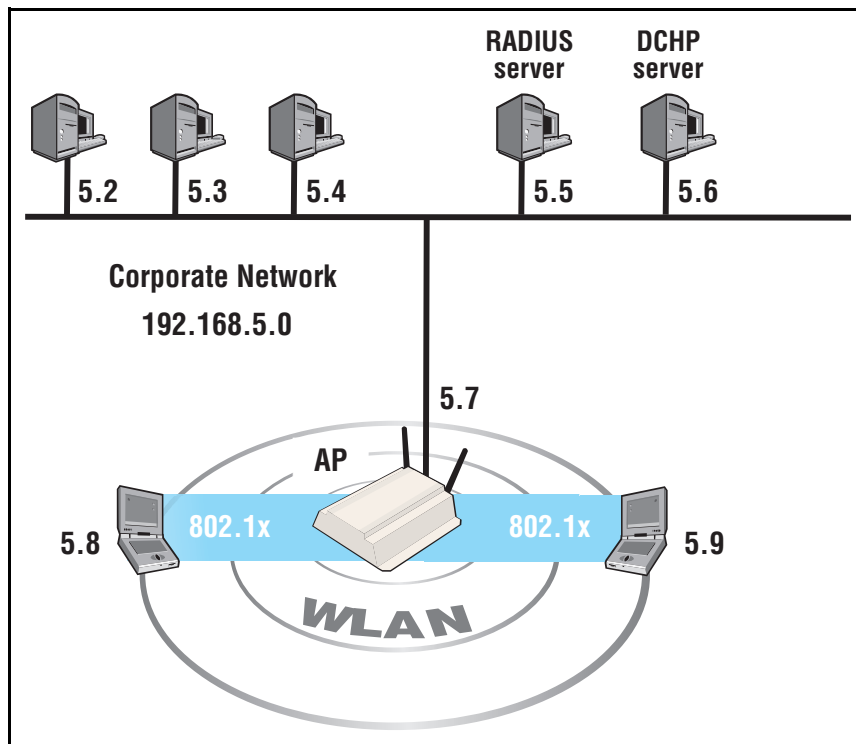 RADIUS
server
DCHP
server
5.2
5.3
5.4
5.5
5.6
Corporate Network
192.168.5.0
5.7
AP
5.8
802.1x
802.1x
5.9
WLAN